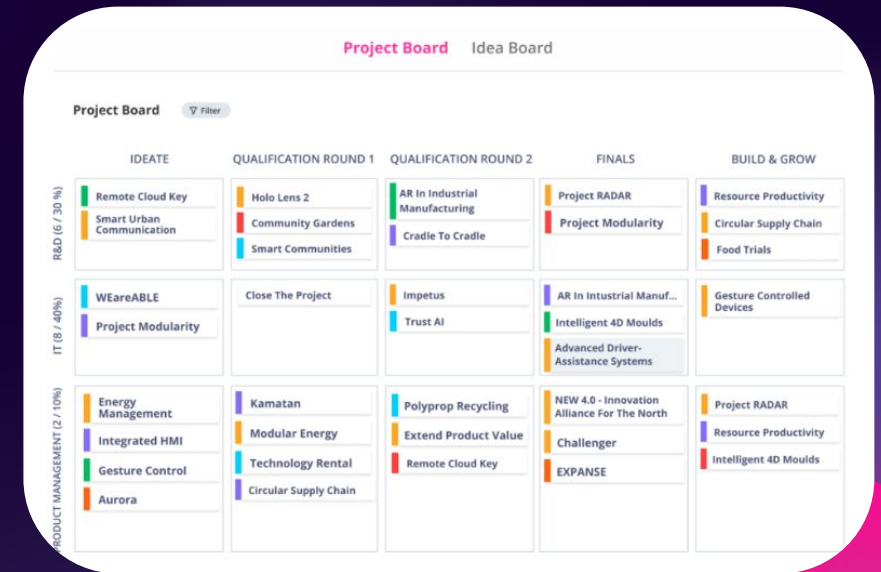 Project Board Idea Board
Project Board Filter
IDEATE QUALIFICATION ROUND 1 QUALIFICATION ROUND 2 FINALS BUILD & GROW
R&D (6 / 30 %)
Remote Cloud Key
Smart Urban
Communication
Holo Lens 2
Community Gardens
Smart Communities
AR In Industrial
Manufacturing
Cradle To Cradle
Project RADAR
Project Modularity
Resource Productivity
Circular Supply Chain
Food Trials
IT (8 / 40%)
WEareABLE
Project Modularity
Close The Project
Impetus
Trust AI
AR In Intustrial Manuf...
Intelligent 4D Moulds
Advanced Driver-
Assistance Systems
Gesture Controlled
Devices
PRODUCT MANAGEMENT (2 / 10%)
Energy
Management
Integrated HMI
Gesture Control
Aurora
Kamatan
Modular Energy
Technology Rental
Circular Supply Chain
Polyprop Recycling
Extend Product Value
Remote Cloud Key
NEW 4.0 - Innovation
Alliance For The North
Challenger
EXPANSE
Project RADAR
Resource Productivity
Intelligent 4D Moulds